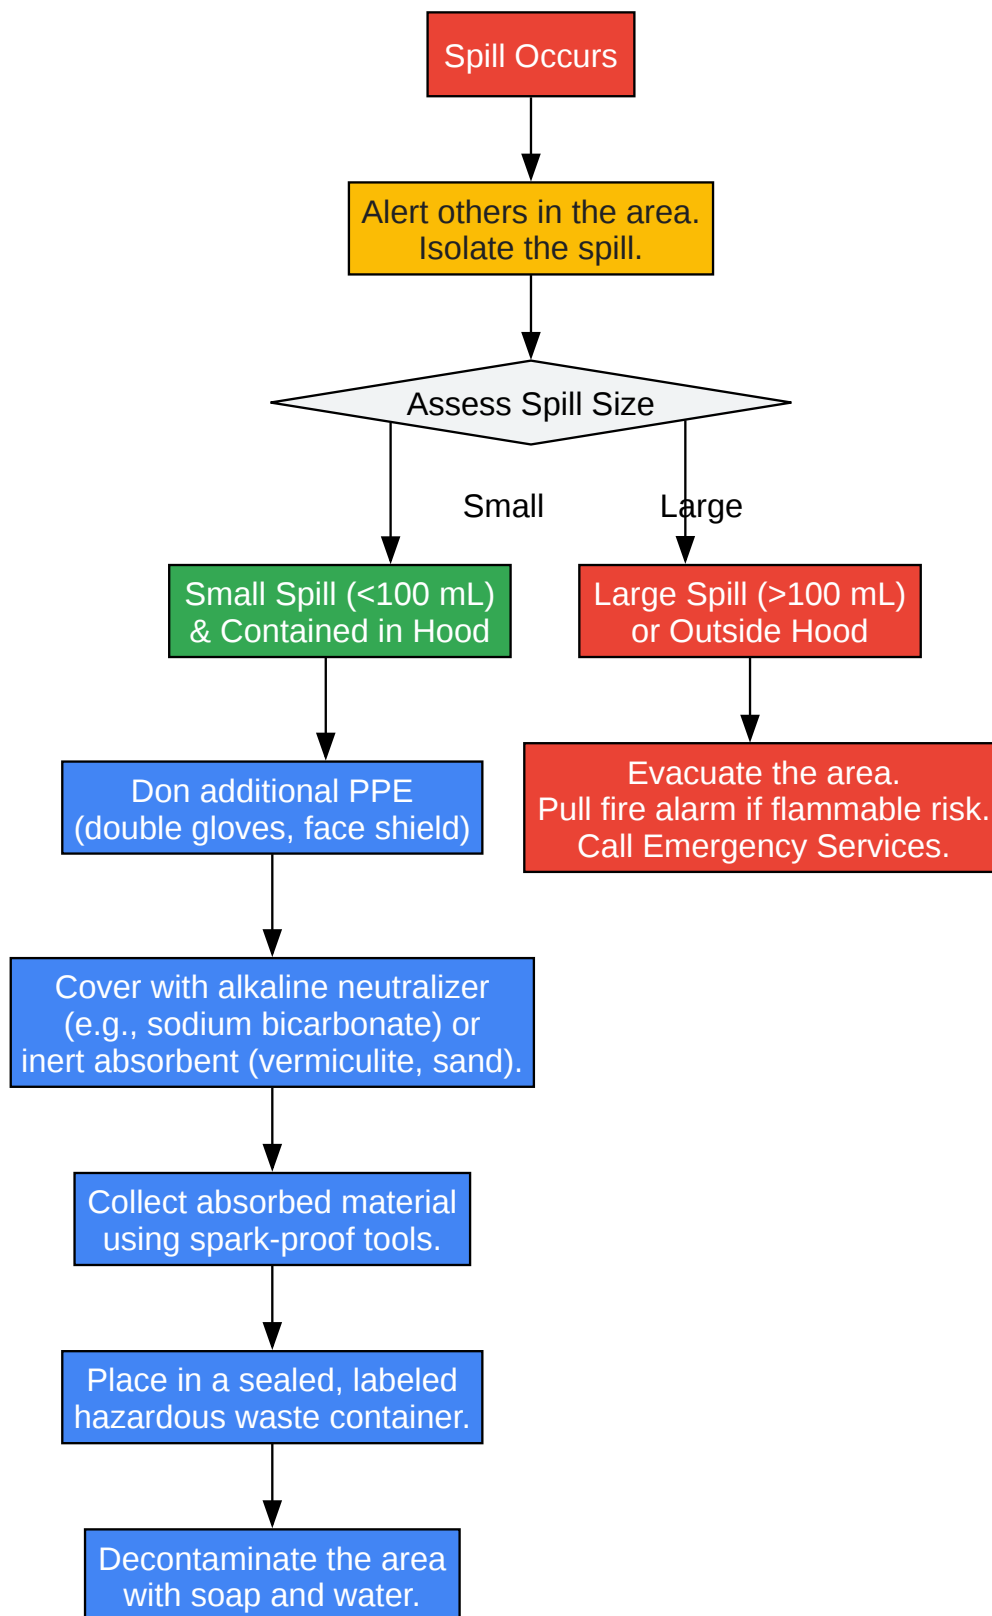 Spill Occurs
Alert others in the area.
Isolate the spill.
Assess Spill Size
Small
Large
Small Spill (<100 mL)
& Contained in Hood
Large Spill (>100 mL)
or Outside Hood
Don additional PPE
(double gloves, face shield)
Evacuate the area.
Pull fire alarm if flammable risk.
Call Emergency Services.
Cover with alkaline neutralizer
(e.g., sodium bicarbonate) or
inert absorbent (vermiculite, sand).
Collect absorbed material
using spark-proof tools.
Place in a sealed, labeled
hazardous waste container.
Decontaminate the area
with soap and water.